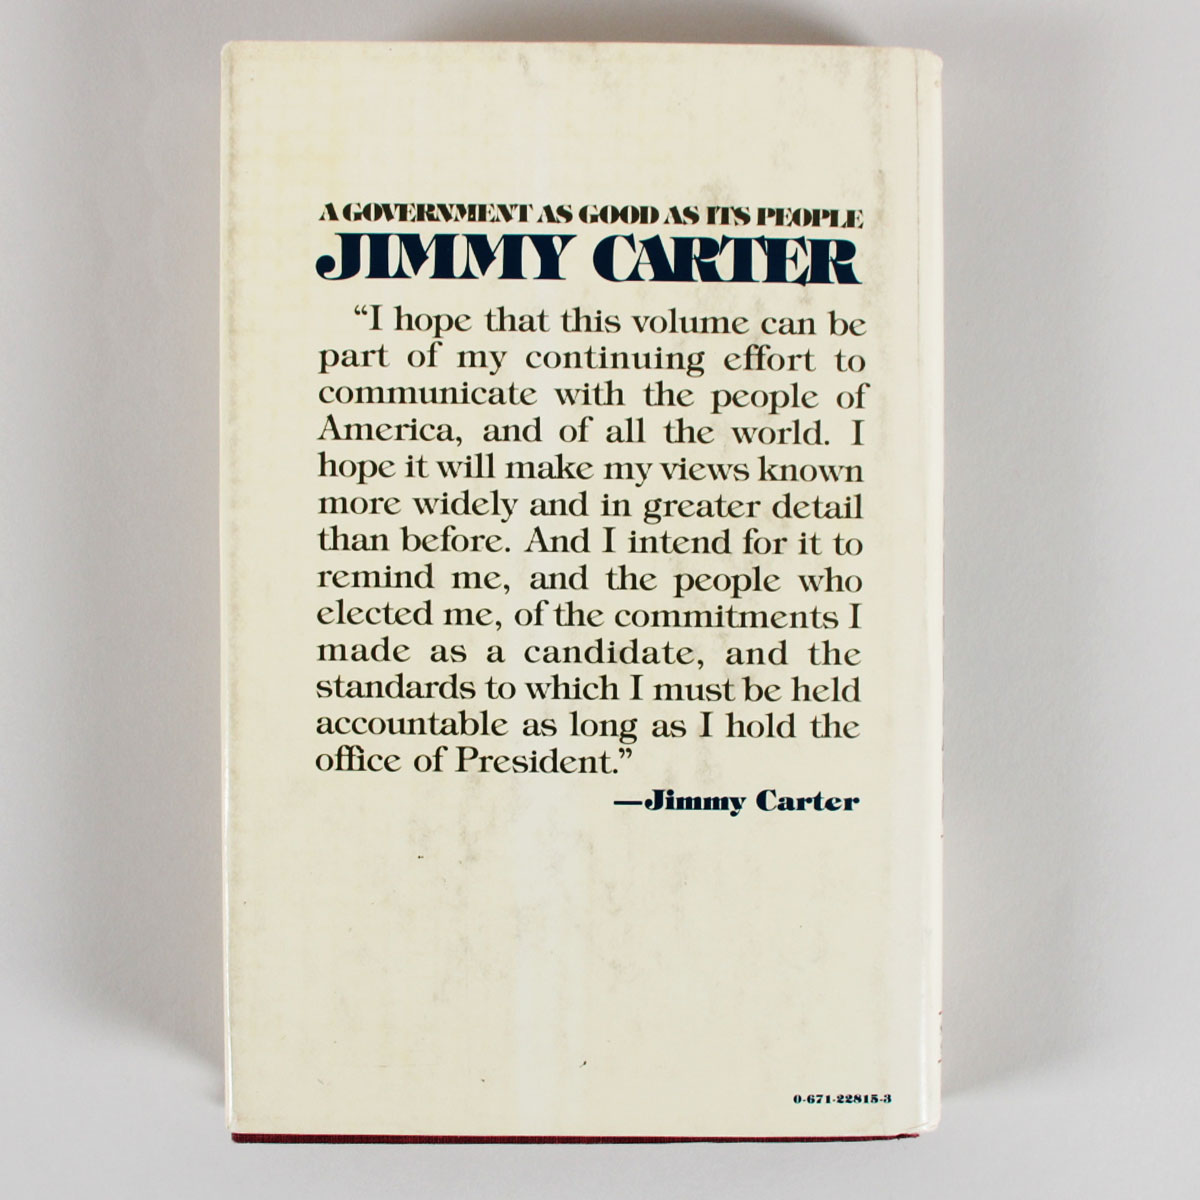 A GOVERNMENT AS GOOD AS ITS PEOPLE
JIMMY CARTER
“I hope that this volume can be
part of my continuing effort to
communicate with the people of
America, and of all the world. I
hope it will make my views known
more widely and in greater detail
than before. And I intend for it to
remind me, and the people who
elected me, of the commitments I
made as a candidate, and the
standards to which I must be held
accountable as long as I hold the
office of President.”
—Jimmy Carter
0-671-22815-3